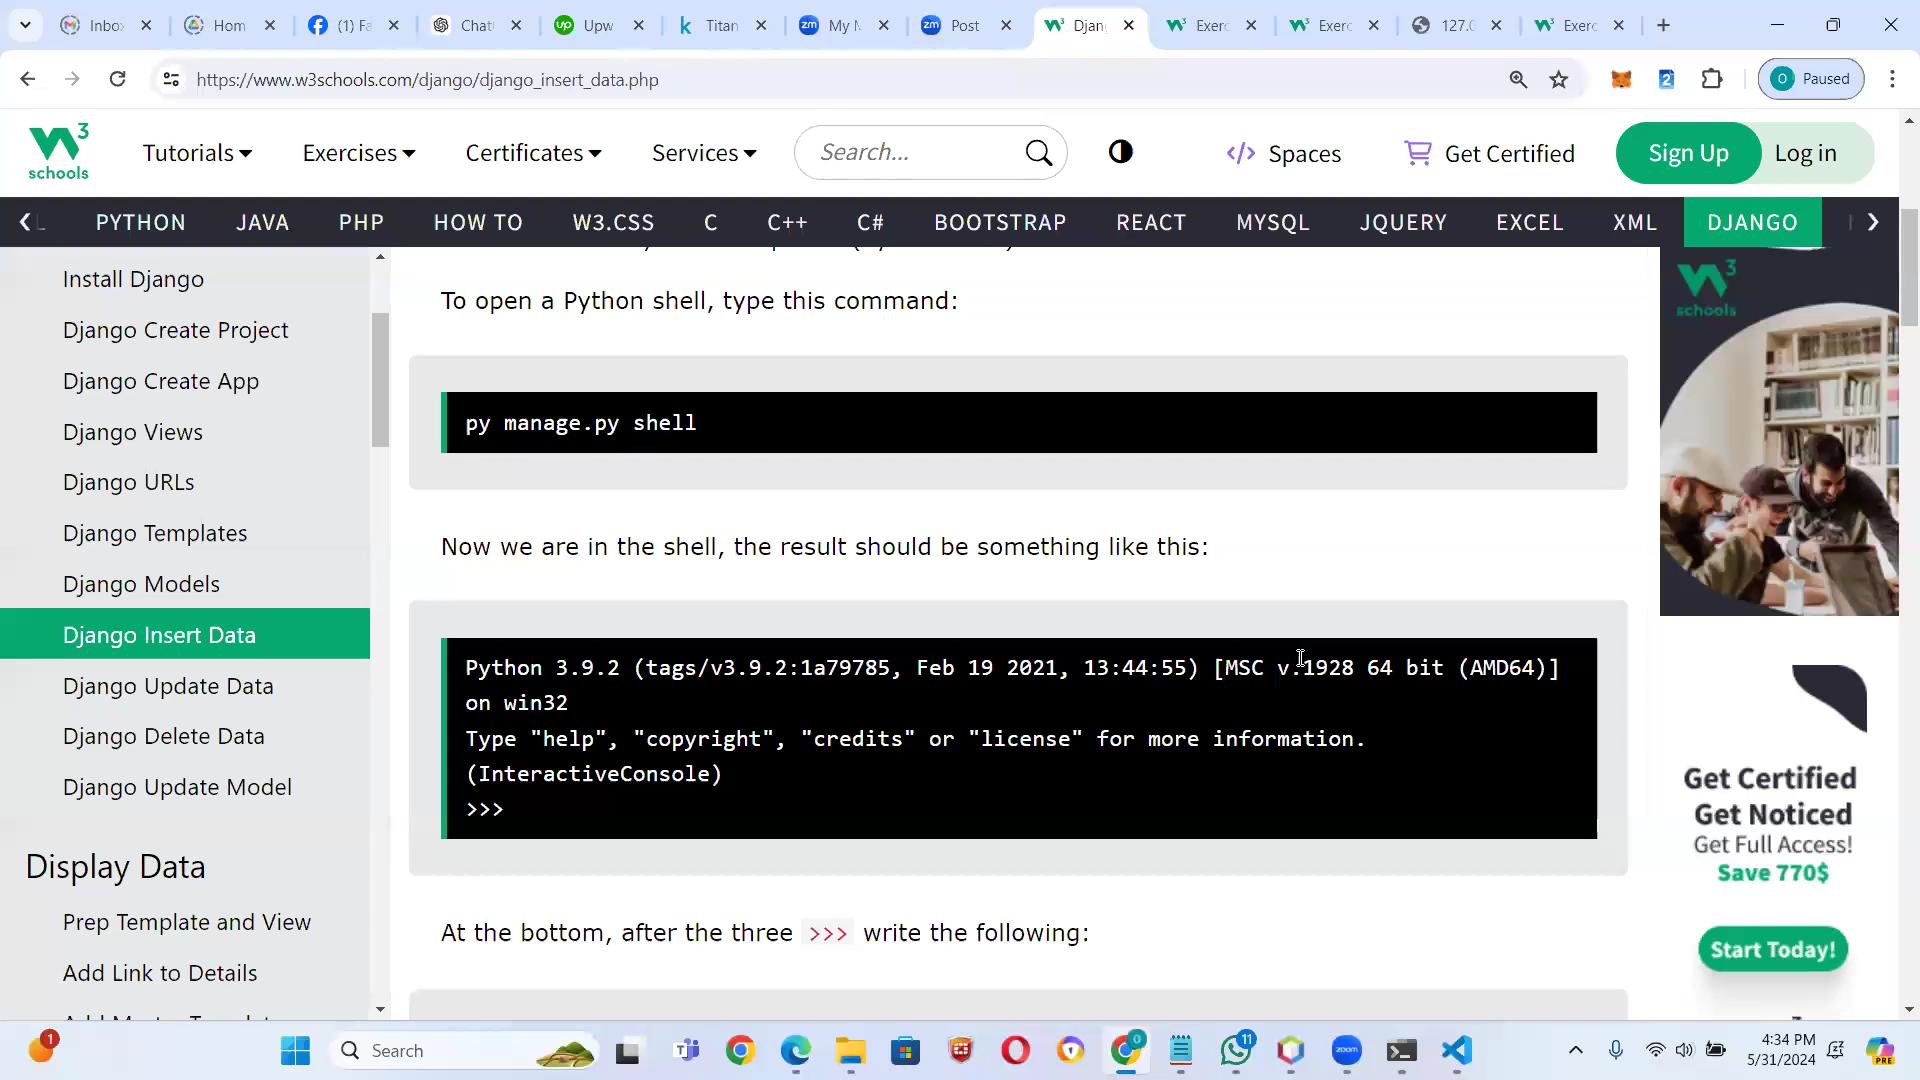 Inbo
Hom
(1) Fa
Chat
Upw
Titan
My N
Post
Djan
Exerc
Exerc
127.0
Exerc
https://www.w3schools.com/django/django_insert_data.php
Paused
schools
Tutorials
Exercises
Certificates
Services
Search...
Spaces
Get Certified
Sign Up
Log in
PYTHON
JAVA
PHP
HOW TO
W3.CSS
C
C++
C#
BOOTSTRAP
REACT
MYSQL
JQUERY
EXCEL
XML
DJANGO
Install Django
Django Create Project
Django Create App
Django Views
Django URLs
Django Templates
Django Models
Django Insert Data
Django Update Data
Django Delete Data
Django Update Model
Display Data
Prep Template and View
Add Link to Details
To open a Python shell, type this command:
py manage.py shell
Now we are in the shell, the result should be something like this:
Python 3.9.2 (tags/v3.9.2:1a79785, Feb 19 2021, 13:44:55) [MSC v.1928 64 bit (AMD64)]
on win32
Type "help", "copyright", "credits" or "license" for more information.
(InteractiveConsole)
>>>
At the bottom, after the three >>> write the following:
schools
Get Certified
Get Noticed
Get Full Access!
Save 770$
Start Today!
Search
4:34 PM
5/31/2024